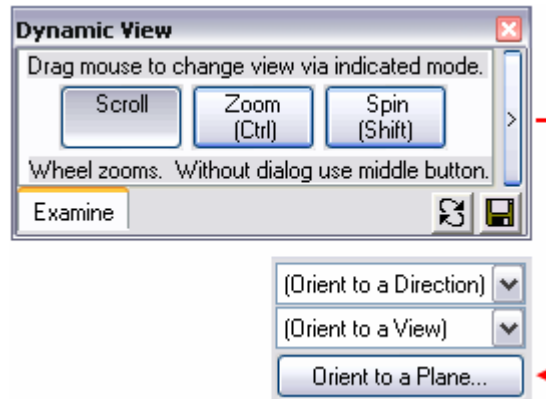 Dynamic View
Drag mouse to change view via indicated mode.
Scroll Zoom Spin
(Ctrl) (Shift)
>
Wheel zooms. Without dialog use middle button.
Examine
(Orient to a Direction)
(Orient to a View)
Orient to a Plane...